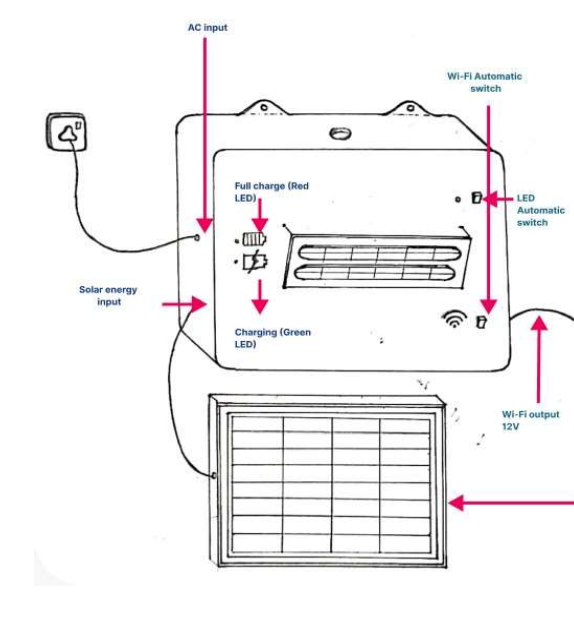 AC input
Wi-Fi Automatic
switch
Full charge (Red
LED)
LED
Automatic
switch
Solar energy
input
Charging (Green
LED)
Wi-Fi output
12V